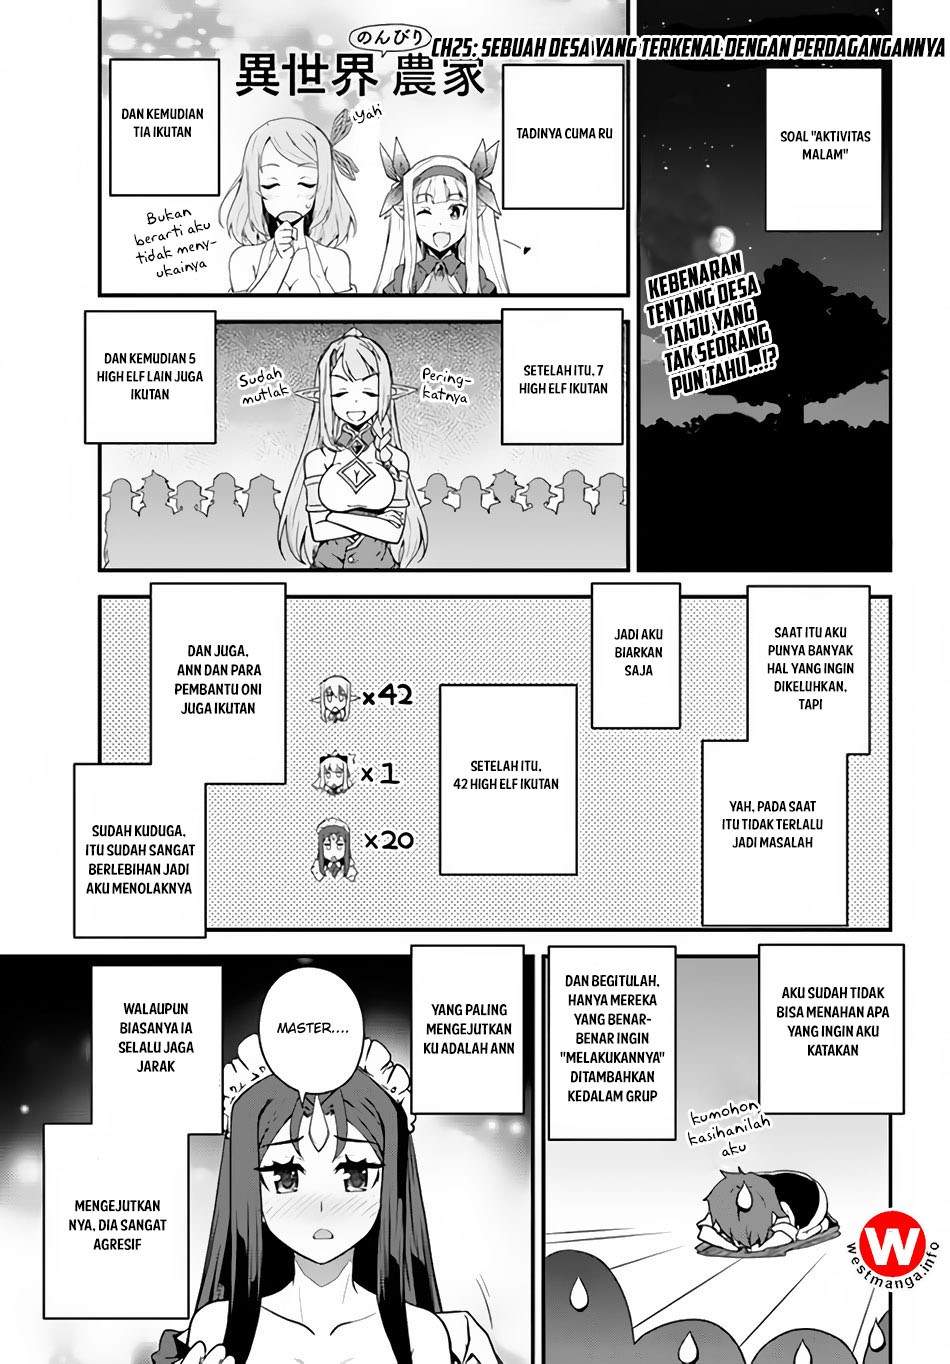 CH25: SEBUAH DESA YANG TERKENAL DENGAN PERDAGANGANNYA
のんびり
異世界 農家
SOAL "AKTIVITAS
MALAM"
KEBENARAN
TENTANG DESA
TAIJU YANG
TAK SEORANG
PUN TAHU...!?
TADINYA CUMA RU
DAN KEMUDIAN
TIA IKUTAN
Yah
Bukan
berarti aku
tidak meny-
ukainya
SETELAH ITU, 7
HIGH ELF IKUTAN
Pering-
katnya
Sudah
mutlak
DAN KEMUDIAN 5
HIGH ELF LAIN JUGA
IKUTAN
SAAT ITU AKU
PUNYA BANYAK
HAL YANG INGIN
DIKELUHKAN,
TAPI
YAH, PADA SAAT
ITU TIDAK TERLALU
JADI MASALAH
JADI AKU
BIARKAN
SAJA
SETELAH ITU,
42 HIGH ELF IKUTAN
x 42
x 1
x 20
DAN JUGA,
ANN DAN PARA
PEMBANTU ONI
JUGA IKUTAN
SUDAH KUDUGA,
ITU SUDAH SANGAT
BERLEBIHAN JADI
AKU MENOLAKNYA
AKU SUDAH TIDAK
BISA MENAHAN APA
YANG INGIN AKU
KATAKAN
kumohon,
kasihanilah
aku
DAN BEGITULAH,
HANYA MEREKA
YANG BENAR-
BENAR INGIN
"MELAKUKANNYA"
DITAMBAHKAN
KEDALAM GRUP
YANG PALING
MENGEJUTKAN
KU ADALAH ANN
MASTER....
WALAUPUN
BIASANYA IA
SELALU JAGA
JARAK
MENGEJUTKAN
NYA, DIA SANGAT
AGRESIF
W
westmanga.info